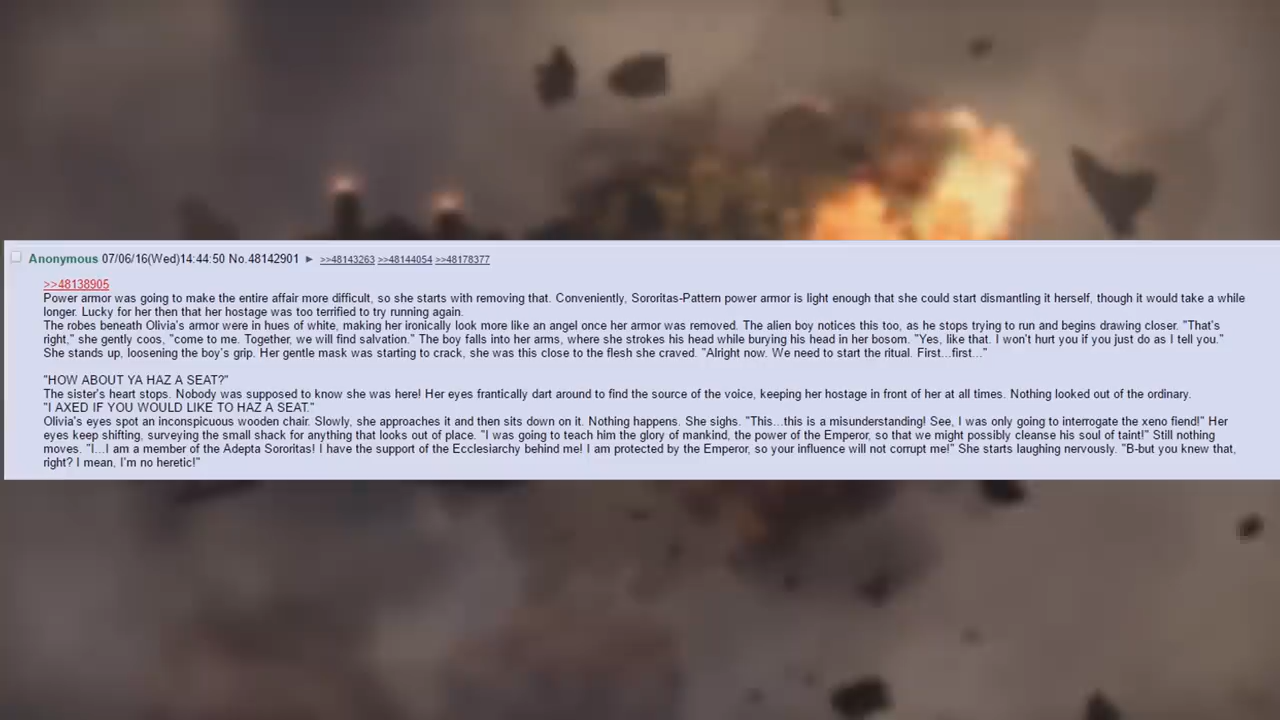 Anonymous 07/06/16(Wed)14:44:50 No.48142901 ▶ >>48143263 >>48144054 >>48178377
>>48138905
Power armor was going to make the entire affair more difficult, so she starts with removing that. Conveniently, Sororitas-Pattern power armor is light enough that she could start dismantling it herself, though it would take a while
longer. Lucky for her then that her hostage was too terrified to try running again.
The robes beneath Olivia's armor were in hues of white, making her ironically look more like an angel once her armor was removed. The alien boy notices this too, as he stops trying to run and begins drawing closer. "That's
right," she gently coos, "come to me. Together, we will find salvation." The boy falls into her arms, where she strokes his head while burying his head in her bosom. "Yes, like that. I won't hurt you if you just do as I tell you."
She stands up, loosening the boy's grip. Her gentle mask was starting to crack, she was this close to the flesh she craved. "Alright now. We need to start the ritual. First...first..."
"HOW ABOUT YA HAZ A SEAT?"
The sister's heart stops. Nobody was supposed to know she was here! Her eyes frantically dart around to find the source of the voice, keeping her hostage in front of her at all times. Nothing looked out of the ordinary.
"I AXED IF YOU WOULD LIKE TO HAZ A SEAT."
Olivia's eyes spot an inconspicuous wooden chair. Slowly, she approaches it and then sits down on it. Nothing happens. She sighs. "This...this is a misunderstanding! See, I was only going to interrogate the xeno fiend!" Her
eyes keep shifting, surveying the small shack for anything that looks out of place. "I was going to teach him the glory of mankind, the power of the Emperor, so that we might possibly cleanse his soul of taint!" Still nothing
moves. "I...I am a member of the Adepta Sororitas! I have the support of the Ecclesiarchy behind me! I am protected by the Emperor, so your influence will not corrupt me!" She starts laughing nervously. "B-but you knew that,
right? I mean, I'm no heretic!"